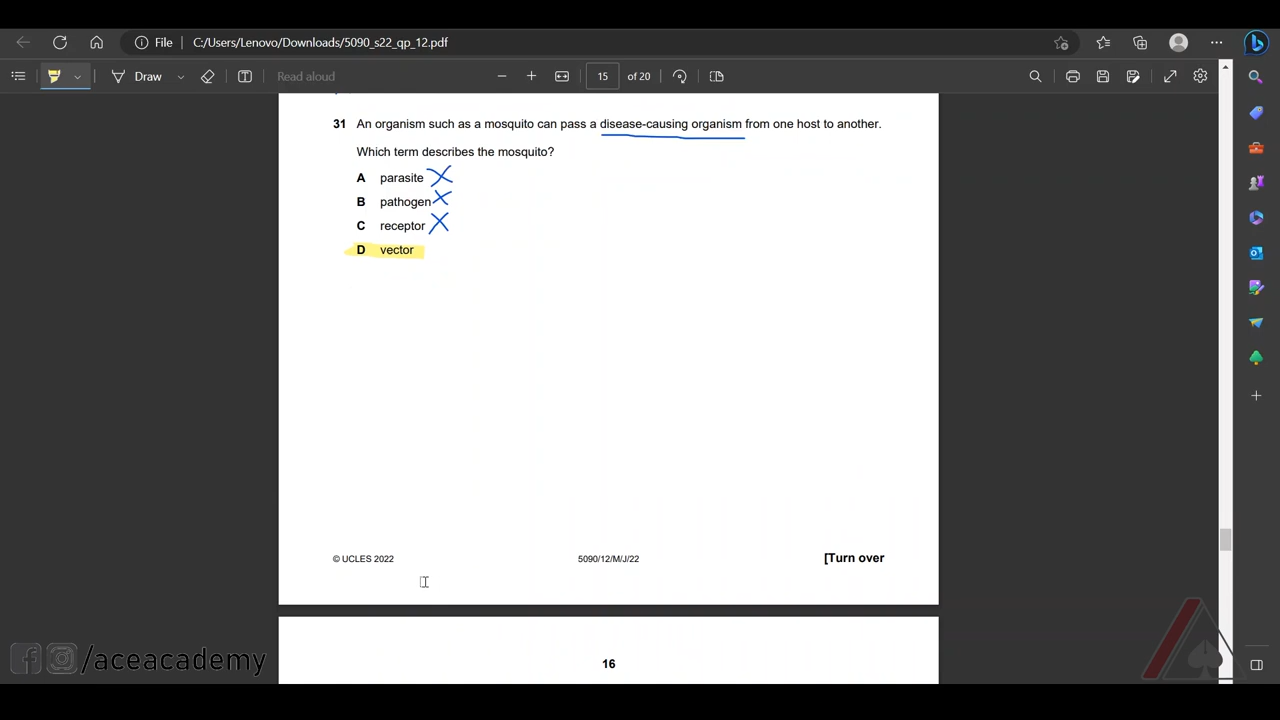 File
C:/Users/Lenovo/Downloads/5090_s22_qp_12.pdf
Draw
Read aloud
15
of 20
31 An organism such as a mosquito can pass a disease-causing organism from one host to another.
Which term describes the mosquito?
A parasite
B pathogen
C receptor
D vector
© UCLES 2022
5090/12/M/J/22
[Turn over
16
/aceacademy